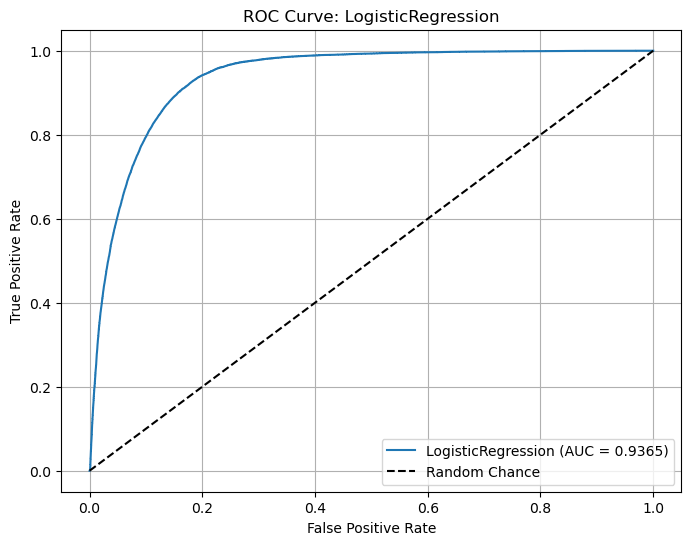 ROC Curve: LogisticRegression
True Positive Rate
1.0
0.8
0.6
0.4
0.2
0.0
LogisticRegression (AUC = 0.9365)
Random Chance
0.0 0.2 0.4 0.6 0.8 1.0
False Positive Rate